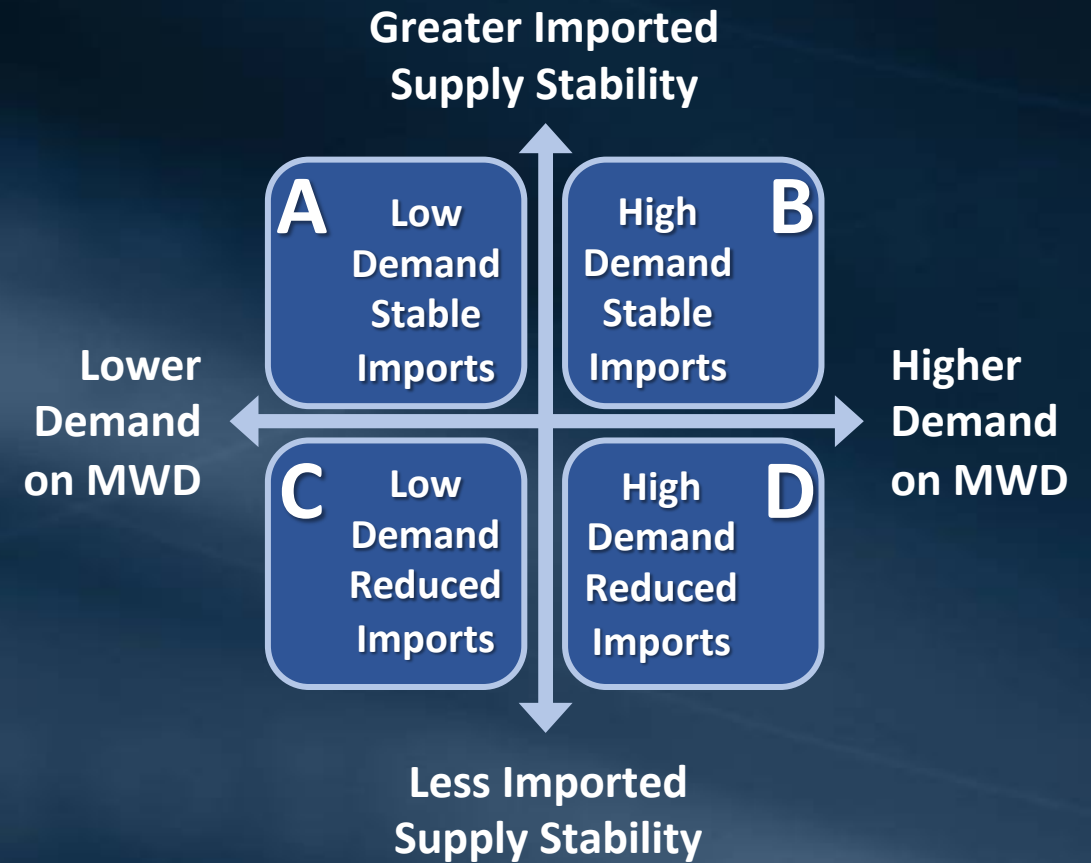 Greater Imported
Supply Stability
A
Low
Demand
Stable
Imports
High
Demand
Stable
Imports
B
Lower
Demand
on MWD
Higher
Demand
on MWD
C
Low
Demand
Reduced
Imports
High
Demand
Reduced
Imports
D
Less Imported
Supply Stability